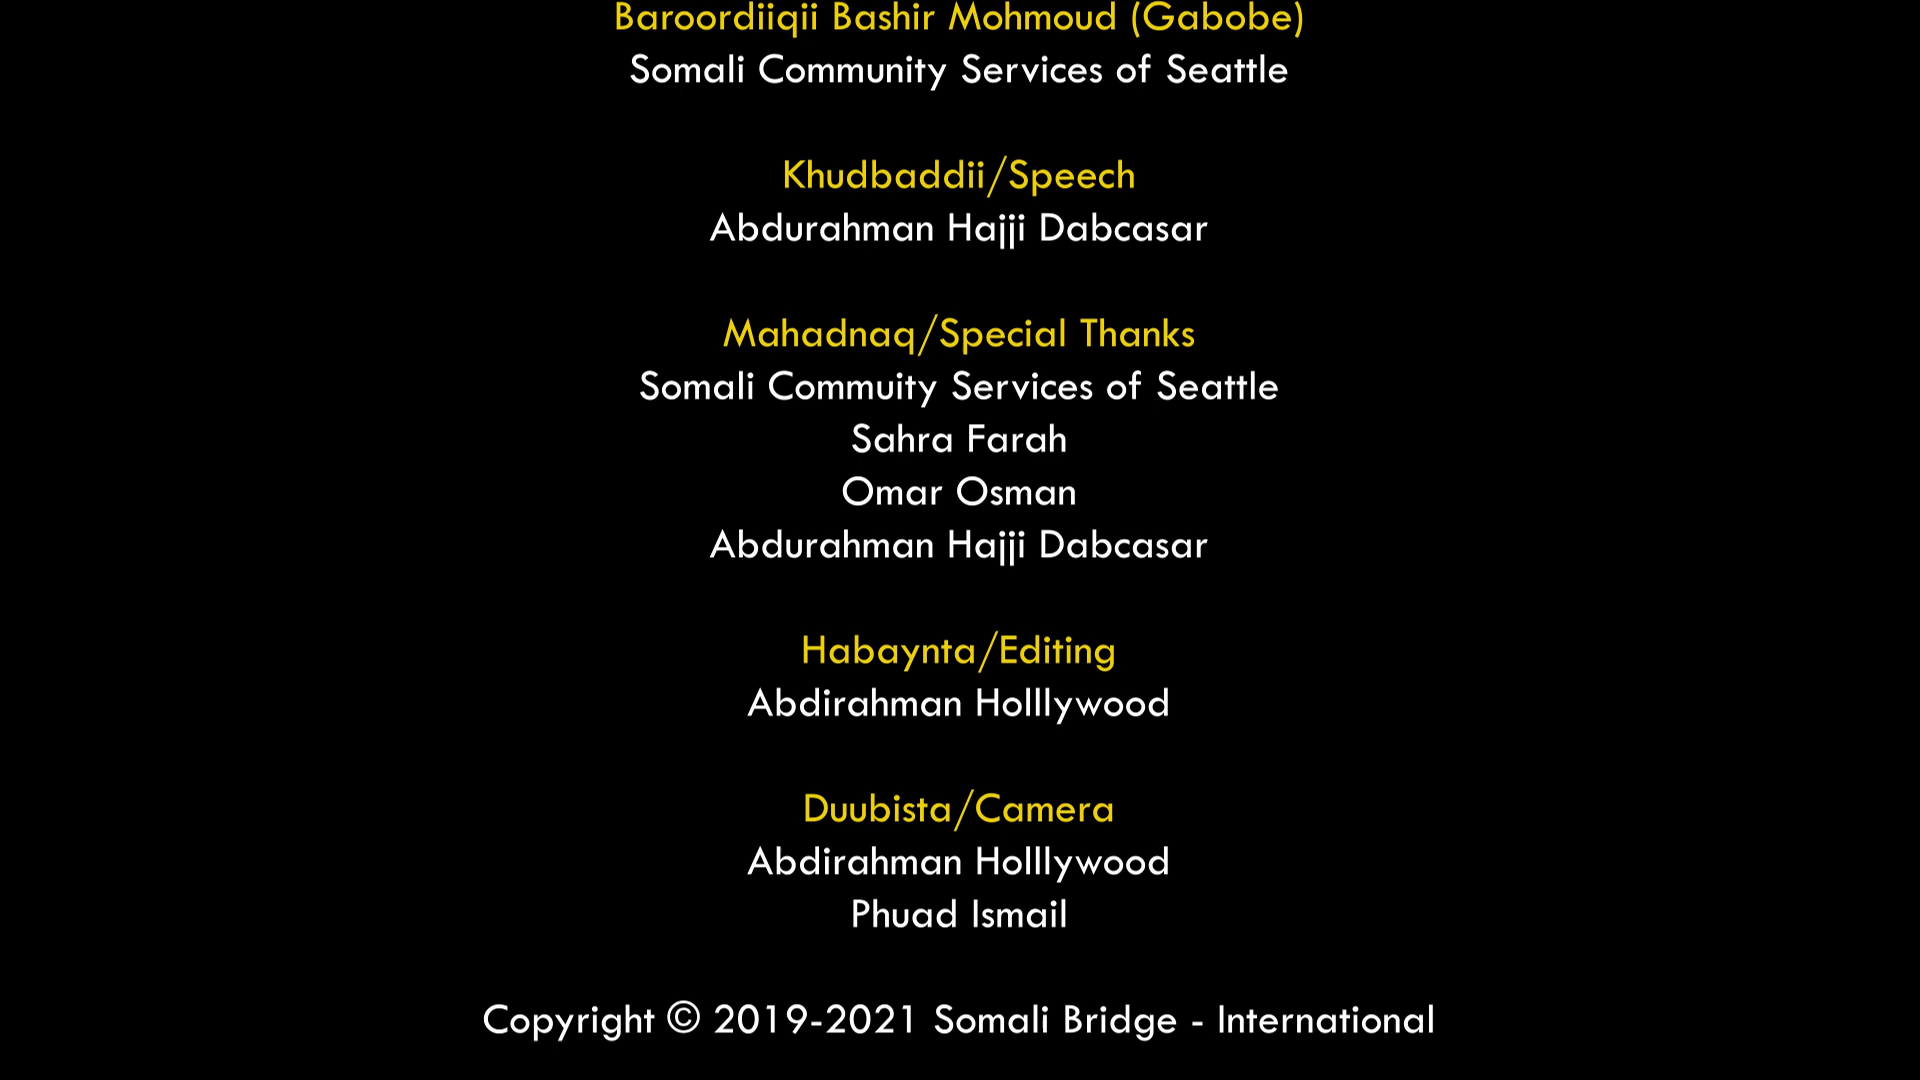 Baroordiiqii Bashir Mohmoud (Gabobe)
Somali Community Services of Seattle
Khudbaddii/Speech
Abdurahman Hajji Dabcasar
Mahadnaq/Special Thanks
Somali Commuity Services of Seattle
Sahra Farah
Omar Osman
Abdurahman Hajji Dabcasar
Habaynta/Editing
Abdirahman Holllywood
Duubista/Camera
Abdirahman Holllywood
Phuad Ismail
Copyright © 2019-2021 Somali Bridge - International